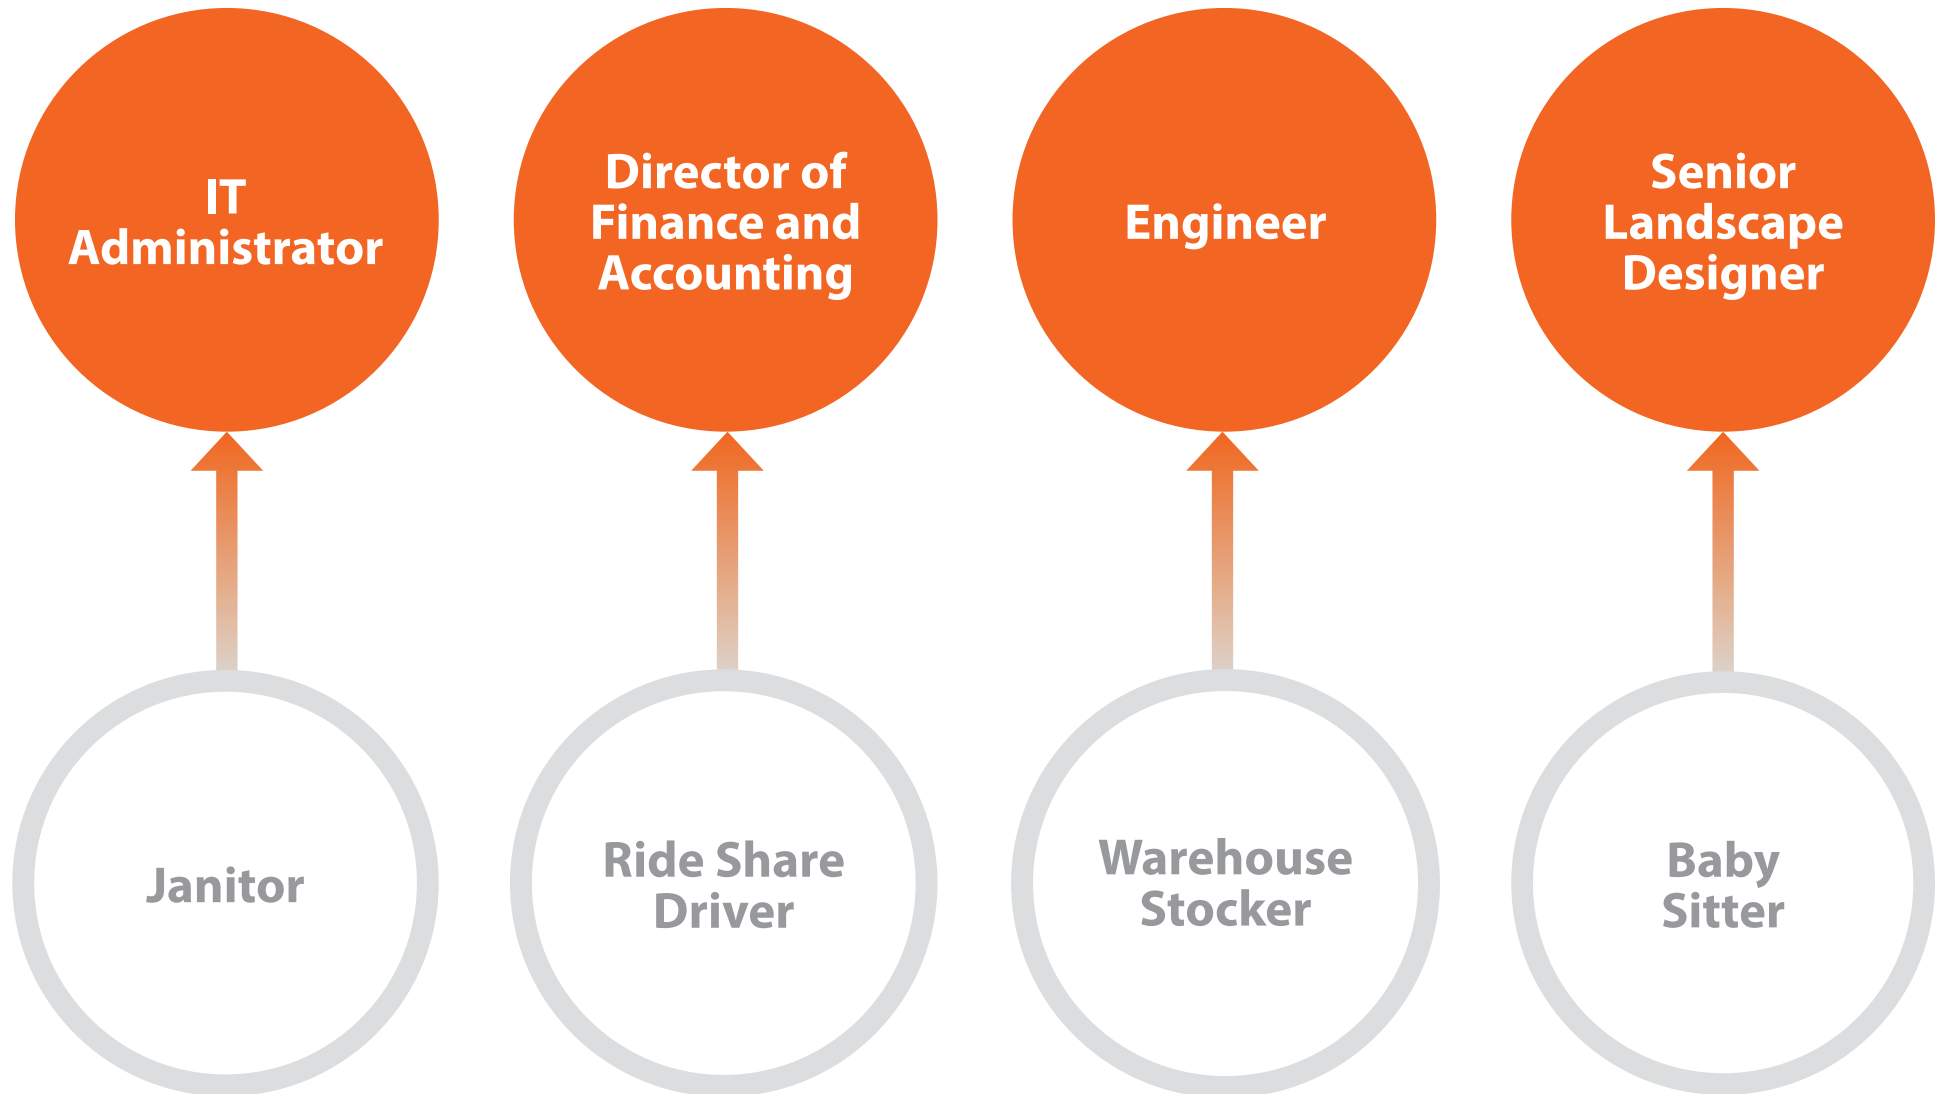 IT
Administrator
Director of
Finance and
Accounting
Engineer
Senior
Landscape
Designer
Janitor
Ride Share
Driver
Warehouse
Stocker
Baby
Sitter